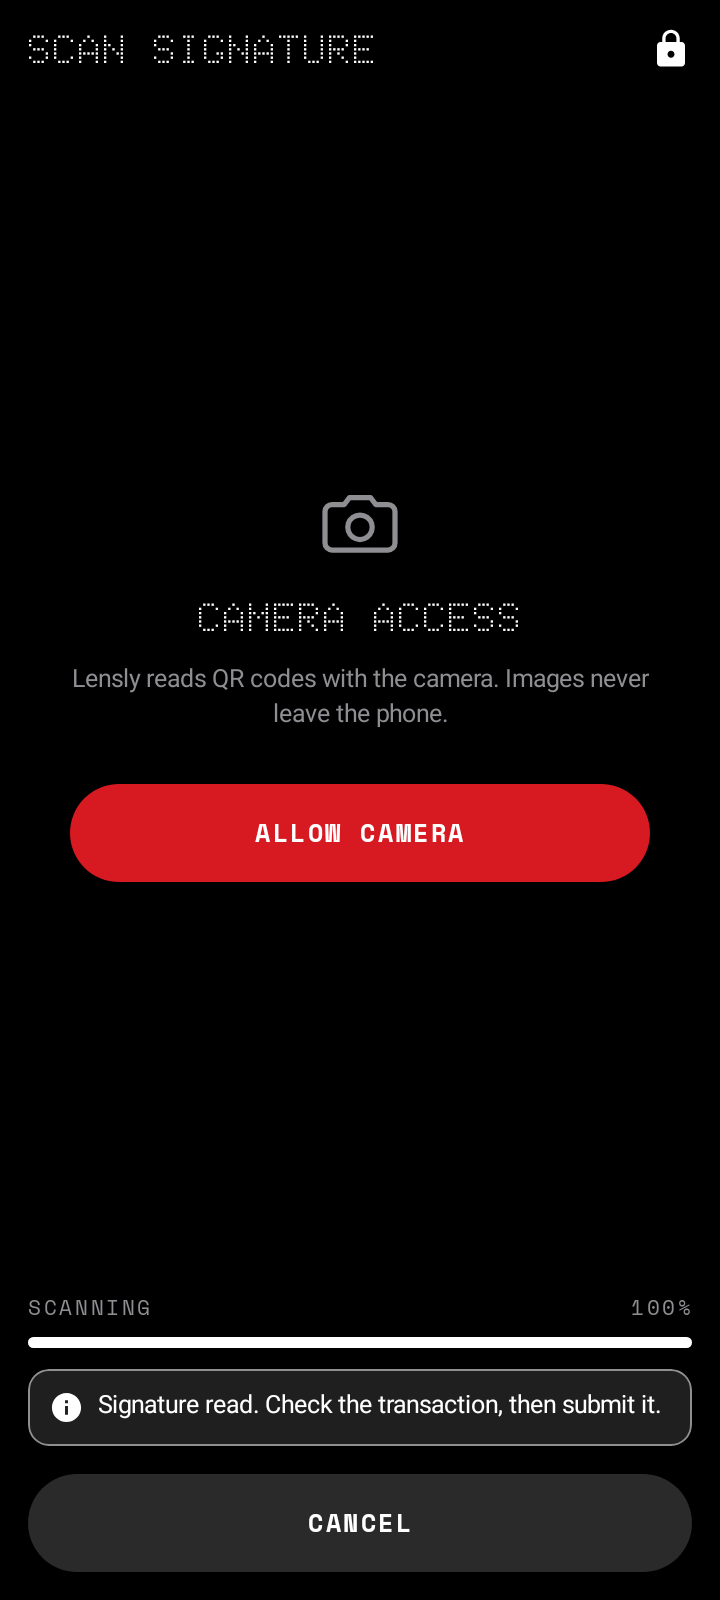 SCAN SIGNATURE
CAMERA ACCESS
Lensly reads QR codes with the camera. Images never
leave the phone.
ALLOW CAMERA
SCANNING 100%
Signature read. Check the transaction, then submit it.
CANCEL